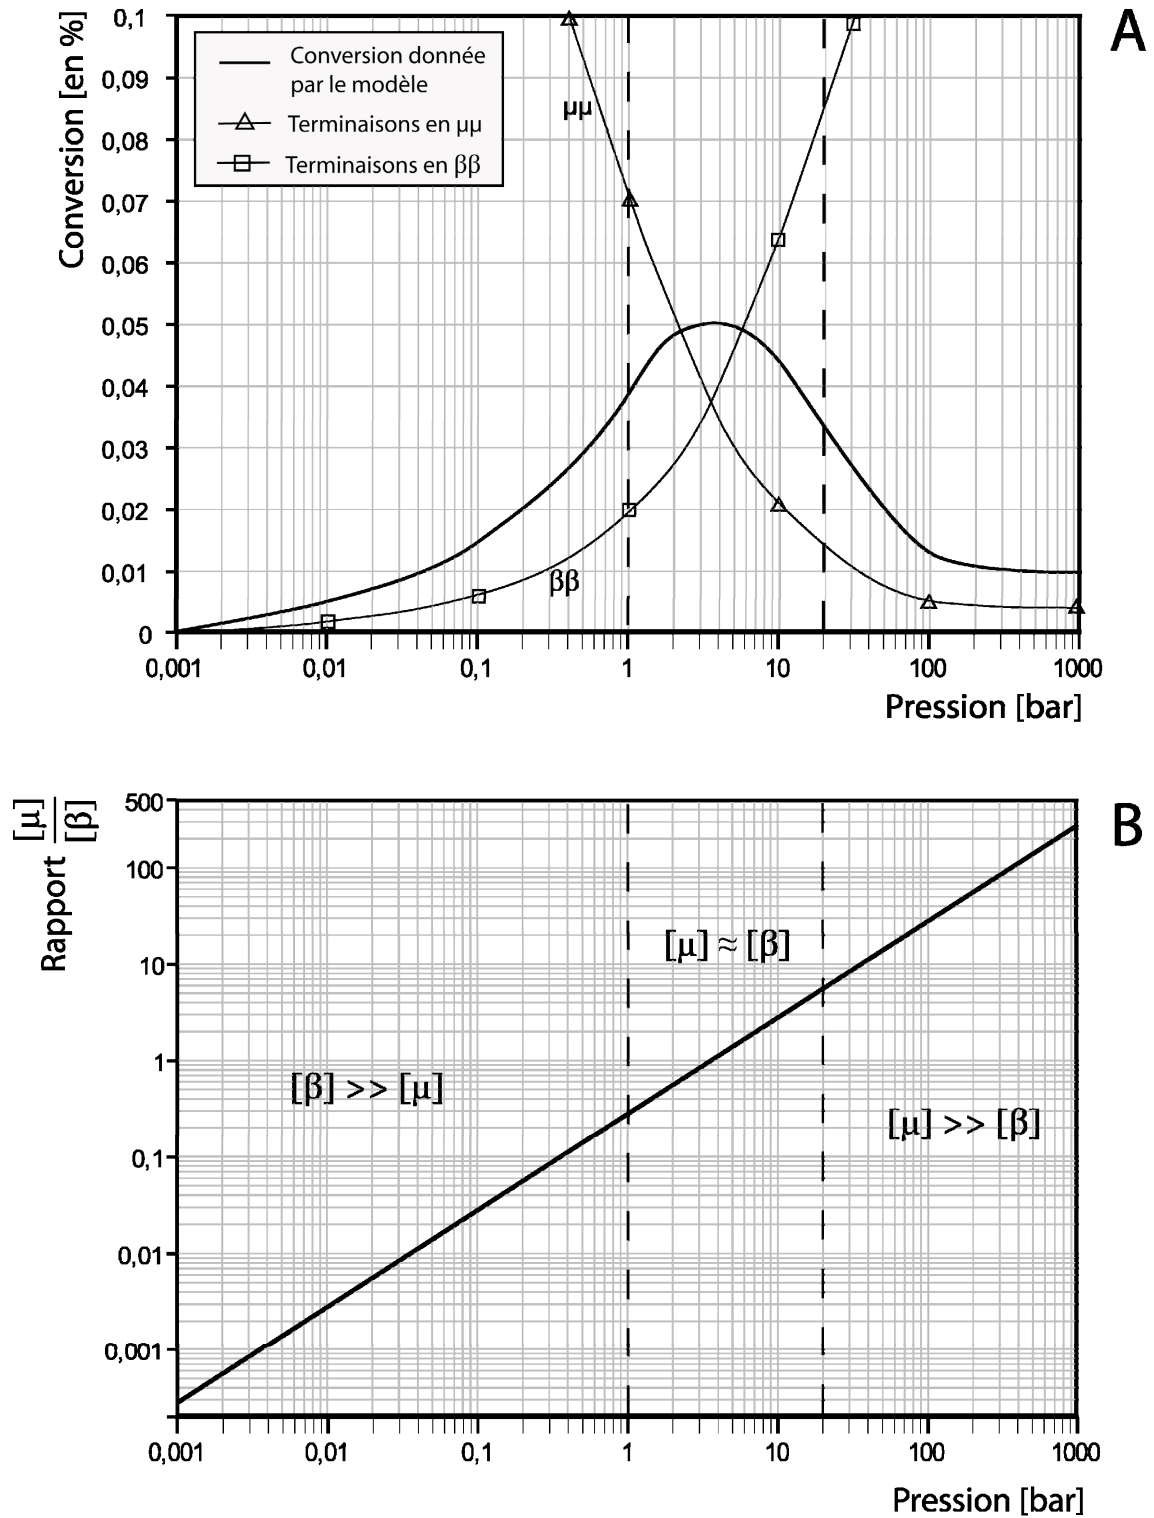 A
Conversion [en %]
0,1
0,09
0,08
0,07
0,06
0,05
0,04
0,03
0,02
0,01
0
Conversion donnée
par le modèle
Terminaisons en μμ
Terminaisons en ββ
μμ
ββ
0,001 0,01 0,1 1 10 100 1000
Pression [bar]
B
Rapport [μ]
[β]
500
100
10
1
0,1
0,01
0,001
[μ] ≈ [β]
[β] >> [μ]
[μ] >> [β]
0,001 0,01 0,1 1 10 100 1000
Pression [bar]